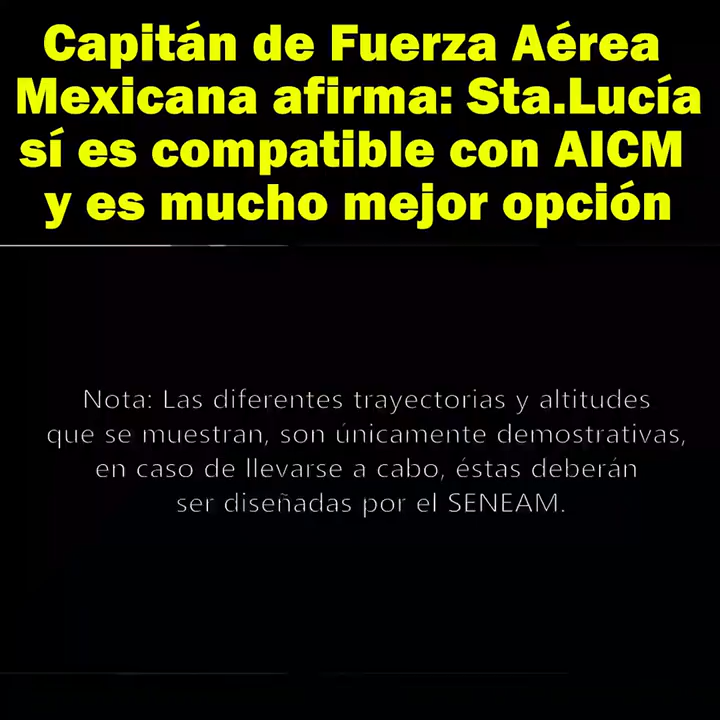 Capitán de Fuerza Aérea
Mexicana afirma: Sta.Lucía
sí es compatible con AICM
y es mucho mejor opción
Nota: Las diferentes trayectorias y altitudes
que se muestran, son únicamente demostrativas,
en caso de llevarse a cabo, éstas deberán
ser diseñadas por el SENEAM.